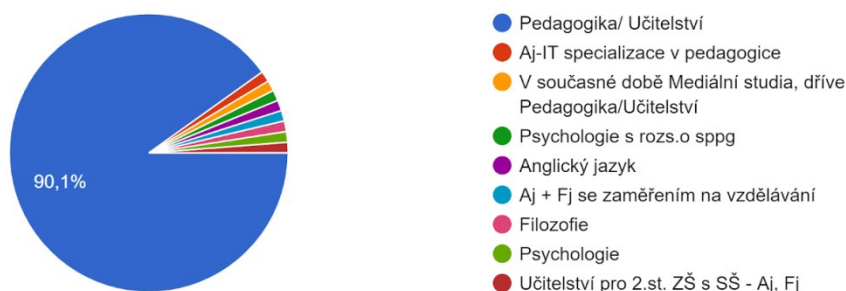 90,1%
Pedagogika/ Učitelství
Aj-IT specializace v pedagogice
V současné době Mediální studia, dříve
Pedagogika/Učitelství
Psychologie s rozs.o sppg
Anglický jazyk
Aj + Fj se zaměřením na vzdělávání
Filozofie
Psychologie
Učitelství pro 2.st. ZŠ s SŠ - Aj, Fj